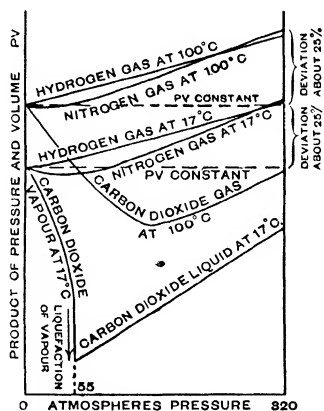 PV
HYDROGEN GAS AT 100°C
NITROGEN GAS AT 100°C
PV CONSTANT
HYDROGEN GAS AT 17°C
NITROGEN GAS AT 17°C
PV CONSTANT
CARBON DIOXIDE GAS
AT 100°C
CARBON DIOXIDE
VAPOUR AT 17°C
CARBON DIOXIDE LIQUID AT 17°C
LIQUEFACTION
OF VAPOUR
PRODUCT OF PRESSURE AND VOLUME
DEVIATION
ABOUT 25%
DEVIATION
ABOUT 25%
55
0 ATMOSPHERES PRESSURE 320